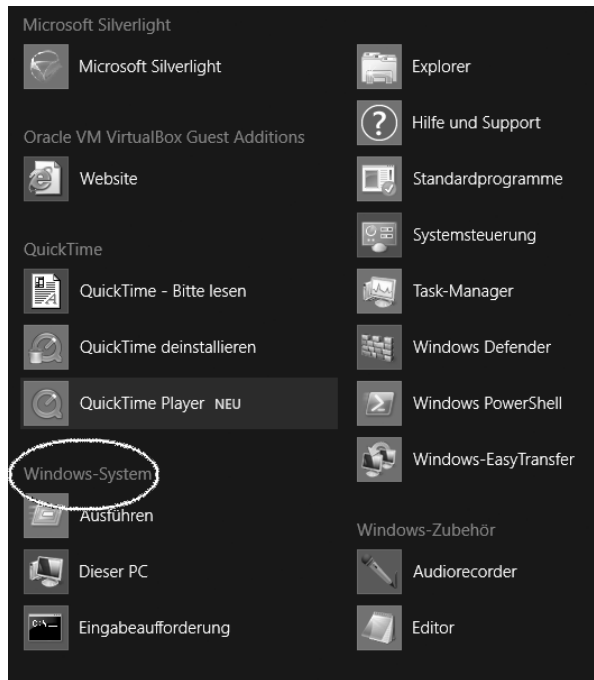 Microsoft Silverlight
Microsoft Silverlight
Oracle VM VirtualBox Guest Additions
Website
QuickTime
QuickTime - Bitte lesen
QuickTime deinstallieren
QuickTime Player NEU
Windows-System
Ausführen
Dieser PC
Eingabeaufforderung
Explorer
Hilfe und Support
Standardprogramme
Systemsteuerung
Task-Manager
Windows Defender
Windows PowerShell
Windows-EasyTransfer
Windows-Zubehör
Audiorecorder
Editor